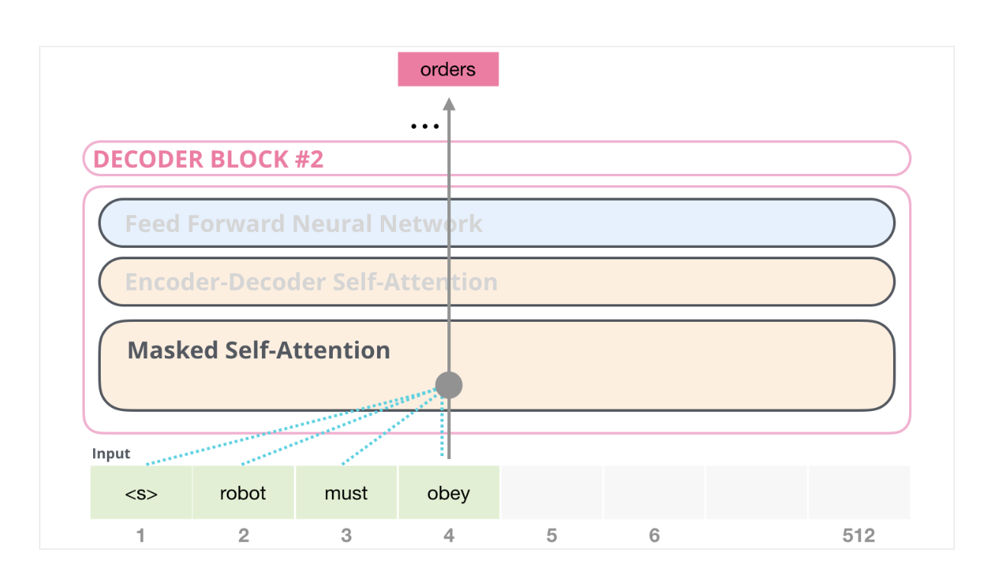 orders
...
DECODER BLOCK #2
Feed Forward Neural Network
Encoder-Decoder Self-Attention
Masked Self-Attention
Input
<s> robot must obey
1 2 3 4 5 6 512